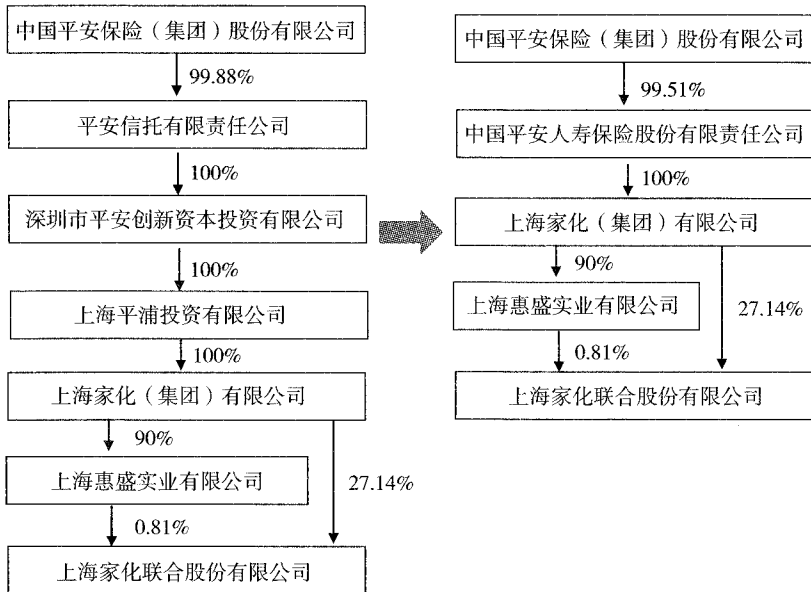 中国平安保险（集团）股份有限公司
99.88%
平安信托有限责任公司
100%
深圳市平安创新资本投资有限公司
100%
上海平浦投资有限公司
100%
上海家化（集团）有限公司
90%
上海惠盛实业有限公司
27.14%
0.81%
上海家化联合股份有限公司
中国平安保险（集团）股份有限公司
99.51%
中国平安人寿保险股份有限责任公司
100%
上海家化（集团）有限公司
90%
上海惠盛实业有限公司
27.14%
0.81%
上海家化联合股份有限公司